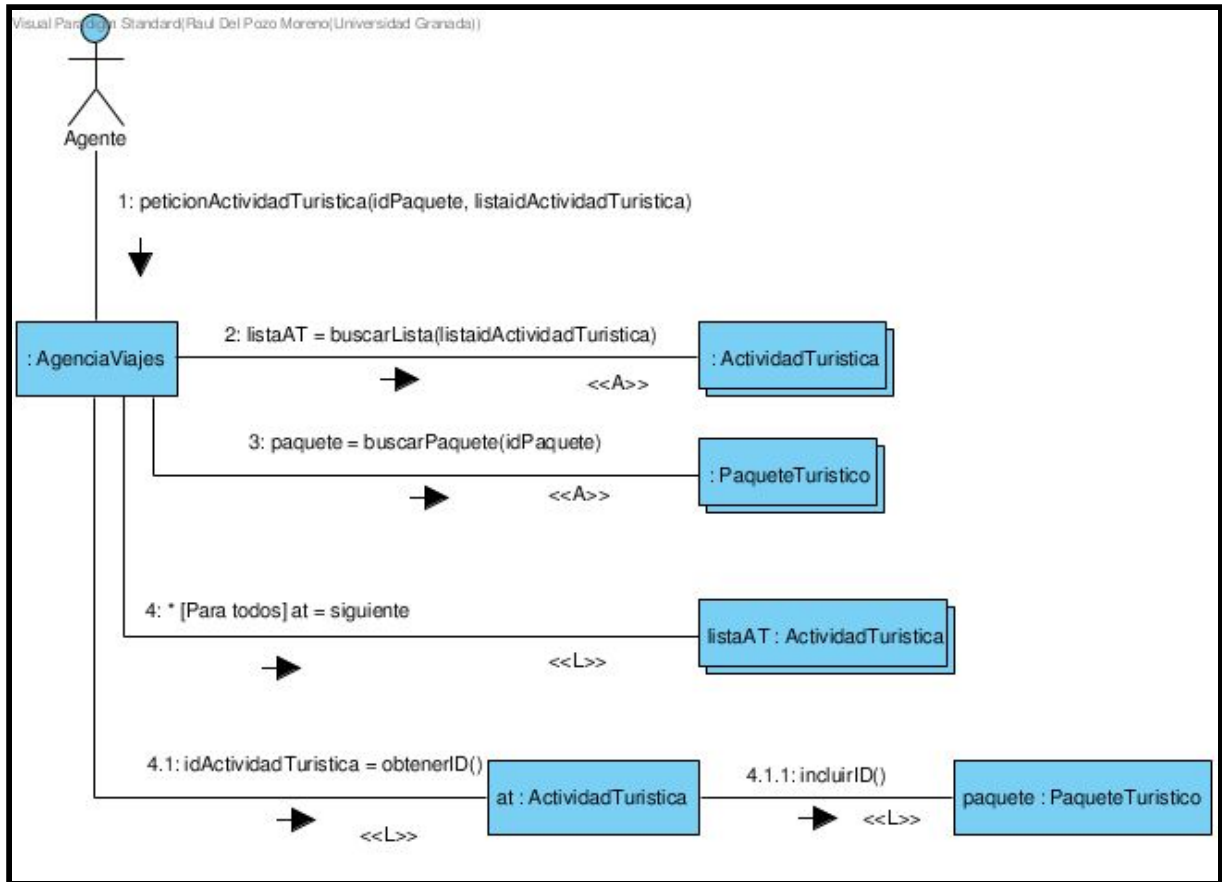 Visual Paradigm Standard(Raul Del Pozo Moreno(Universidad Granada))
Agente
1: peticionActividadTuristica(idPaquete, listaidActividadTuristica)
: AgenciaViajes
2: listaAT = buscarLista(listaidActividadTuristica)
<<A>>
: ActividadTuristica
3: paquete = buscarPaquete(idPaquete)
<<A>>
: PaqueteTuristico
4: * [Para todos] at = siguiente
<<L>>
listaAT : ActividadTuristica
4.1: idActividadTuristica = obtenerID()
<<L>>
at : ActividadTuristica
4.1.1: incluirID()
<<L>>
paquete : PaqueteTuristico